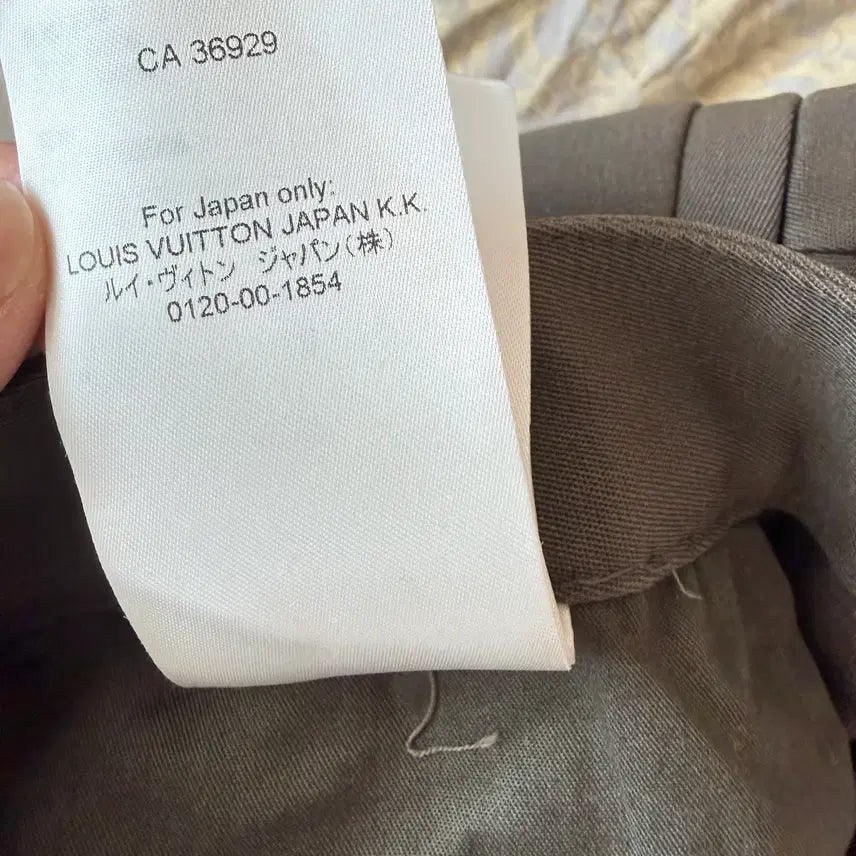 CA 36929
For Japan only:
LOUIS VUITTON JAPAN K.K.
ルイ・ヴィトン ジャパン(株)
0120-00-1854